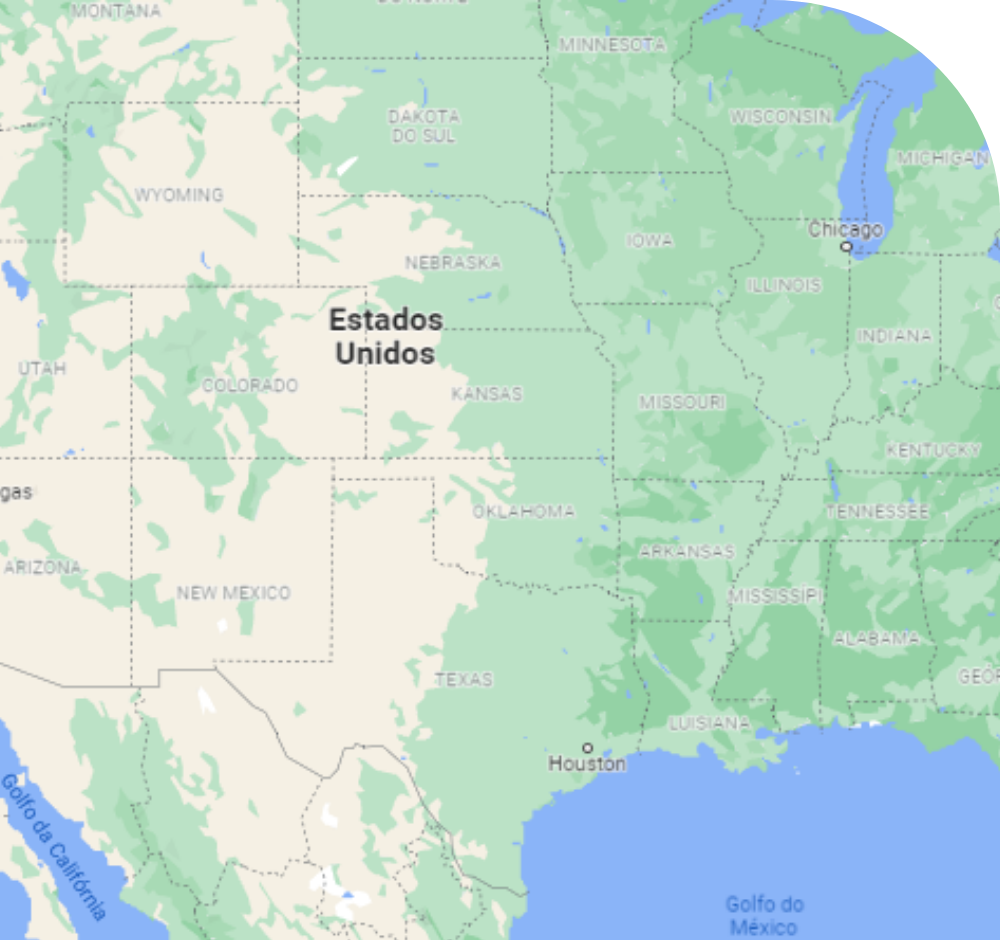 MONTANA
MINNESOTA
DAKOTA
DO SUL
WISCONSIN
MICHIGAN
WYOMING
Chicago
IOWA
NEBRASKA
ILLINOIS
Estados
Unidos
INDIANA
UTAH
COLORADO
KANSAS
MISSOURI
KENTUCKY
gas
OKLAHOMA
TENNESSEE
ARKANSAS
ARIZONA
NEW MEXICO
MISSISSIPI
ALABAMA
TEXAS
GEÓR
LUISIANA
Houston
Golfo da Califórnia
Golfo do
México